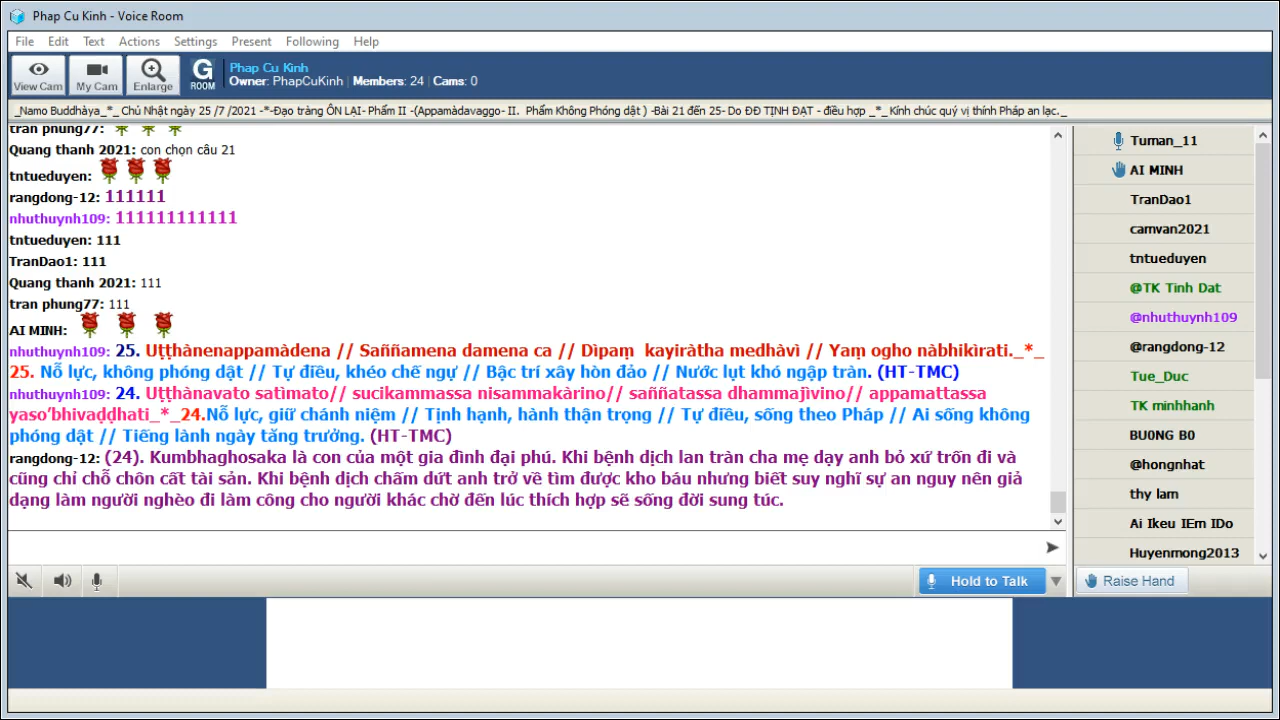 Phap Cu Kinh - Voice Room
File Edit Text Actions Settings Present Following Help
View Cam
My Cam
Enlarge
G
ROOM
Phap Cu Kinh
Owner: PhapCuKinh | Members: 24 | Cams: 0
_Namo Buddhàya_*_ Chủ Nhật ngày 25 /7 /2021 -*-Đạo tràng ÔN LẠI- Phẩm II -(Appamàdavaggo- II. Phẩm Không Phóng dật ) -Bài 21 đến 25- Do ĐĐ TỊNH ĐẠT - điều hợp _*_ Kính chúc quý vị thính Pháp an lạc._
tran phung77:
Quang thanh 2021: con chọn câu 21
tntueduyen:
rangdong-12: 111111
nhuthuynh109: 111111111111
tntueduyen: 111
TranDao1: 111
Quang thanh 2021: 111
tran phung77: 111
AI MINH:
nhuthuynh109: 25. Uṭṭhànenappamàdena // Saññamena damena ca // Dìpaṃ kayiràtha medhàvì // Yaṃ ogho nàbhikìrati._*_
25. Nỗ lực, không phóng dật // Tự điều, khéo chế ngự // Bậc trí xây hòn đảo // Nước lụt khó ngập tràn. (HT-TMC)
nhuthuynh109: 24. Uṭṭhànavato satìmato// sucikammassa nisammakàrino// saññatassa dhammajìvino// appamattassa
yaso’bhivaḍḍhati_*_24.Nỗ lực, giữ chánh niệm // Tịnh hạnh, hành thận trọng // Tự điều, sống theo Pháp // Ai sống không
phóng dật // Tiếng lành ngày tăng trưởng. (HT-TMC)
rangdong-12: (24). Kumbhaghosaka là con của một gia đình đại phú. Khi bệnh dịch lan tràn cha mẹ dạy anh bỏ xứ trốn đi và
cũng chỉ chỗ chôn cất tài sản. Khi bệnh dịch chấm dứt anh trở về tìm được kho báu nhưng biết suy nghĩ sự an nguy nên giả
dạng làm người nghèo đi làm công cho người khác chờ đến lúc thích hợp sẽ sống đời sung túc.
Tuman_11
AI MINH
TranDao1
camvan2021
tntueduyen
@TK Tinh Dat
@nhuthuynh109
@rangdong-12
Tue_Duc
TK minhhanh
BU0NG B0
@hongnhat
thy lam
Ai Ikeu IEm IDo
Huyenmong2013
Hold to Talk
Raise Hand